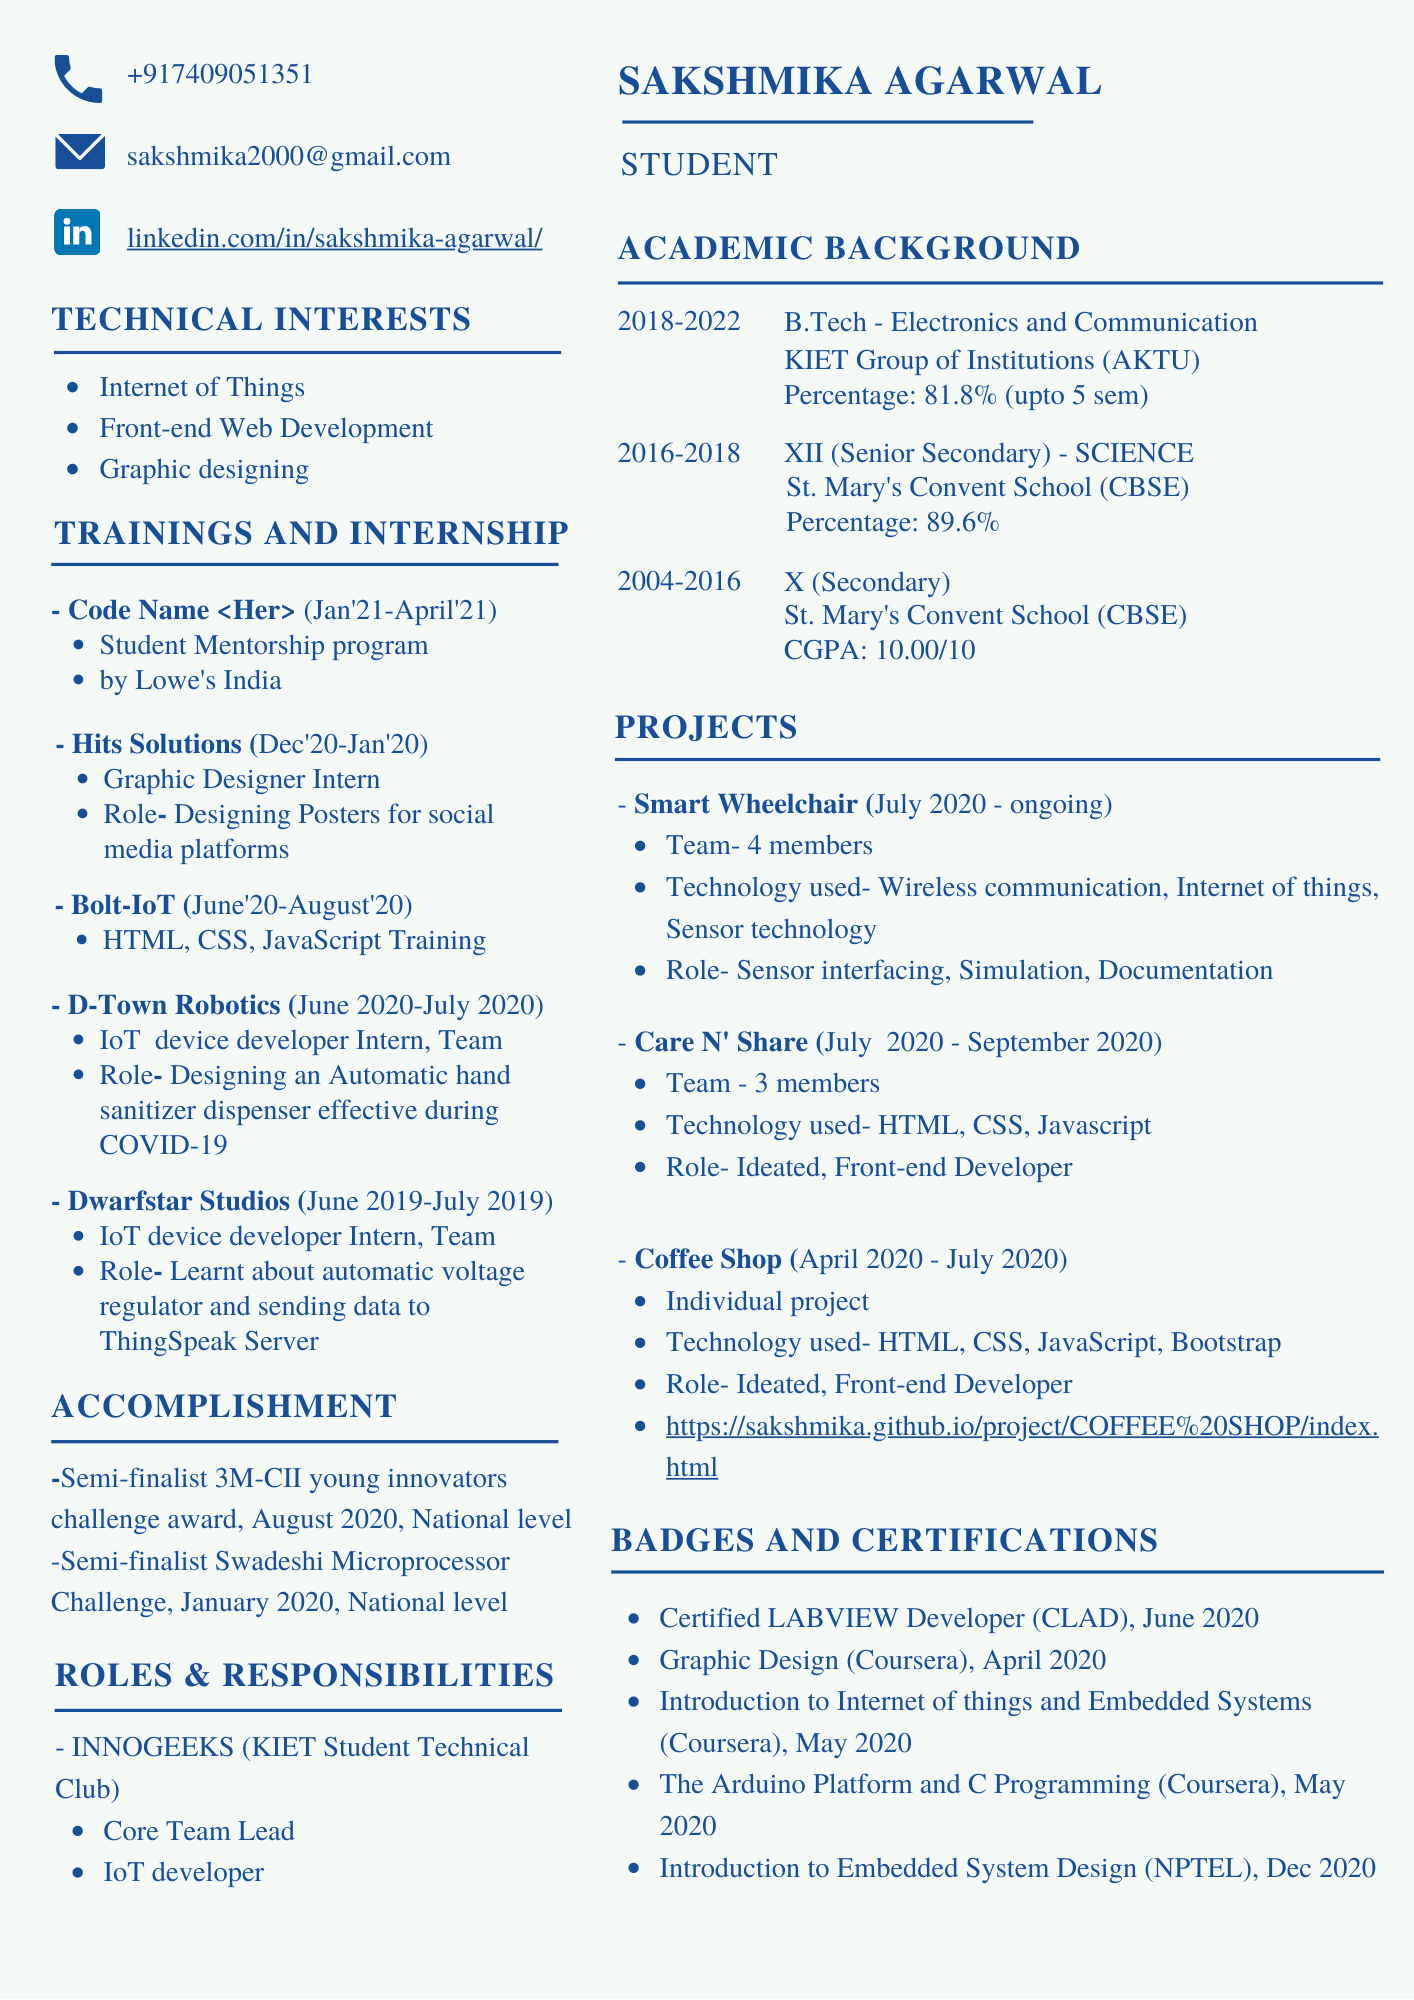 +917409051351
sakshmika2000@gmail.com
in
linkedin.com/in/sakshmika-agarwal/
TECHNICAL INTERESTS
Internet of Things
Front-end Web Development
Graphic designing
TRAININGS AND INTERNSHIP
- Code Name <Her> (Jan'21-April'21)
Student Mentorship program
by Lowe's India
- Hits Solutions (Dec'20-Jan'20)
Graphic Designer Intern
Role- Designing Posters for social
media platforms
- Bolt-IoT (June'20-August'20)
HTML, CSS, JavaScript Training
- D-Town Robotics (June 2020-July 2020)
IoT  device developer Intern, Team
Role- Designing an Automatic hand
sanitizer dispenser effective during
COVID-19
- Dwarfstar Studios (June 2019-July 2019)
IoT device developer Intern, Team
Role- Learnt about automatic voltage
regulator and sending data to
ThingSpeak Server
ACCOMPLISHMENT
-Semi-finalist 3M-CII young innovators
challenge award, August 2020, National level
-Semi-finalist Swadeshi Microprocessor
Challenge, January 2020, National level
ROLES & RESPONSIBILITIES
- INNOGEEKS (KIET Student Technical
Club)
Core Team Lead
IoT developer
SAKSHMIKA AGARWAL
STUDENT
ACADEMIC BACKGROUND
2018-2022 B.Tech - Electronics and Communication
KIET Group of Institutions (AKTU)
Percentage: 81.8% (upto 5 sem)
2016-2018 XII (Senior Secondary) - SCIENCE
St. Mary's Convent School (CBSE)
Percentage: 89.6%
2004-2016 X (Secondary)
St. Mary's Convent School (CBSE)
CGPA: 10.00/10
PROJECTS
- Smart Wheelchair (July 2020 - ongoing)
Team- 4 members
Technology used- Wireless communication, Internet of things,
Sensor technology
Role- Sensor interfacing, Simulation, Documentation
- Care N' Share (July  2020 - September 2020)
Team - 3 members
Technology used- HTML, CSS, Javascript
Role- Ideated, Front-end Developer
- Coffee Shop (April 2020 - July 2020)
Individual project
Technology used- HTML, CSS, JavaScript, Bootstrap
Role- Ideated, Front-end Developer
https://sakshmika.github.io/project/COFFEE%20SHOP/index.
html
BADGES AND CERTIFICATIONS
Certified LABVIEW Developer (CLAD), June 2020
Graphic Design (Coursera), April 2020
Introduction to Internet of things and Embedded Systems
(Coursera), May 2020
The Arduino Platform and C Programming (Coursera), May
2020
Introduction to Embedded System Design (NPTEL), Dec 2020